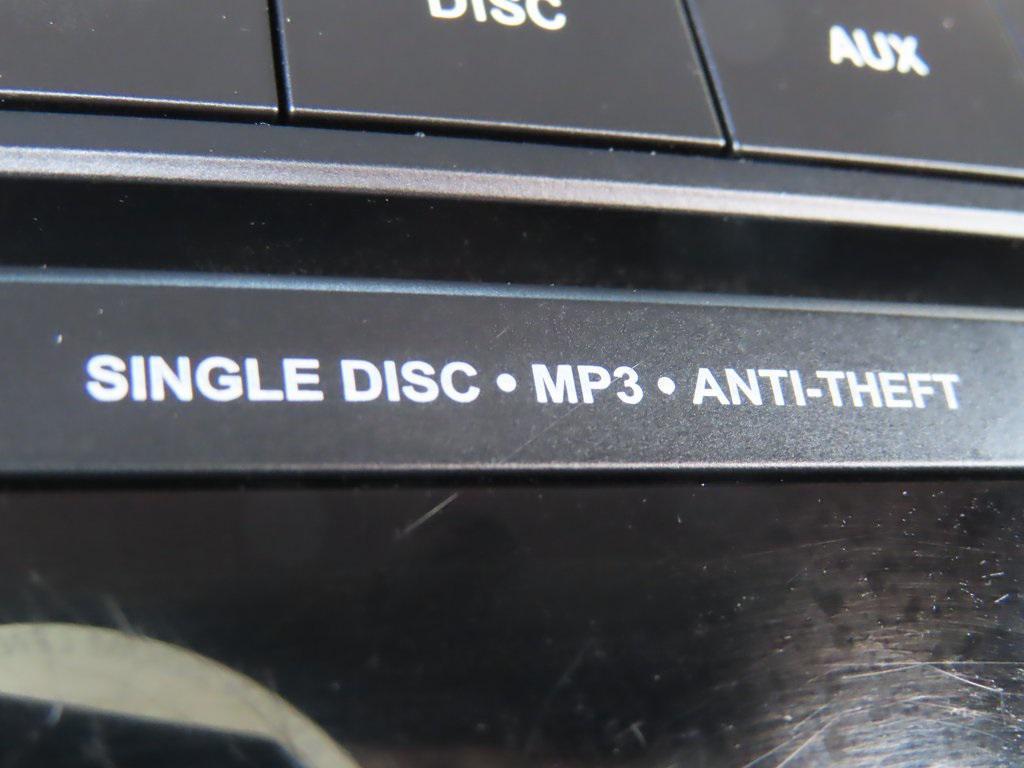 DISC
AUX
SINGLE DISC • MP3 • ANTI-THEFT